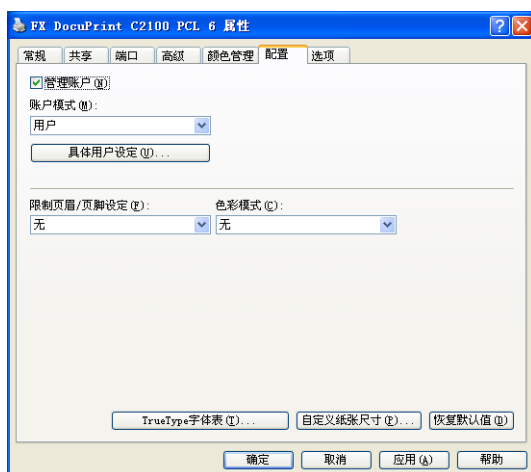 FX DocuPrint C2100 PCL 6 属性
常规 共享 端口 高级 颜色管理 配置 选项
管理账户(N)
账户模式(M):
用户
具体用户设定(U)...
限制页眉/页脚设定(F): 色彩模式(C):
无 无
TrueType字体表(T)... 自定义纸张尺寸(P)... 恢复默认值(D)
确定 取消 应用(A) 帮助